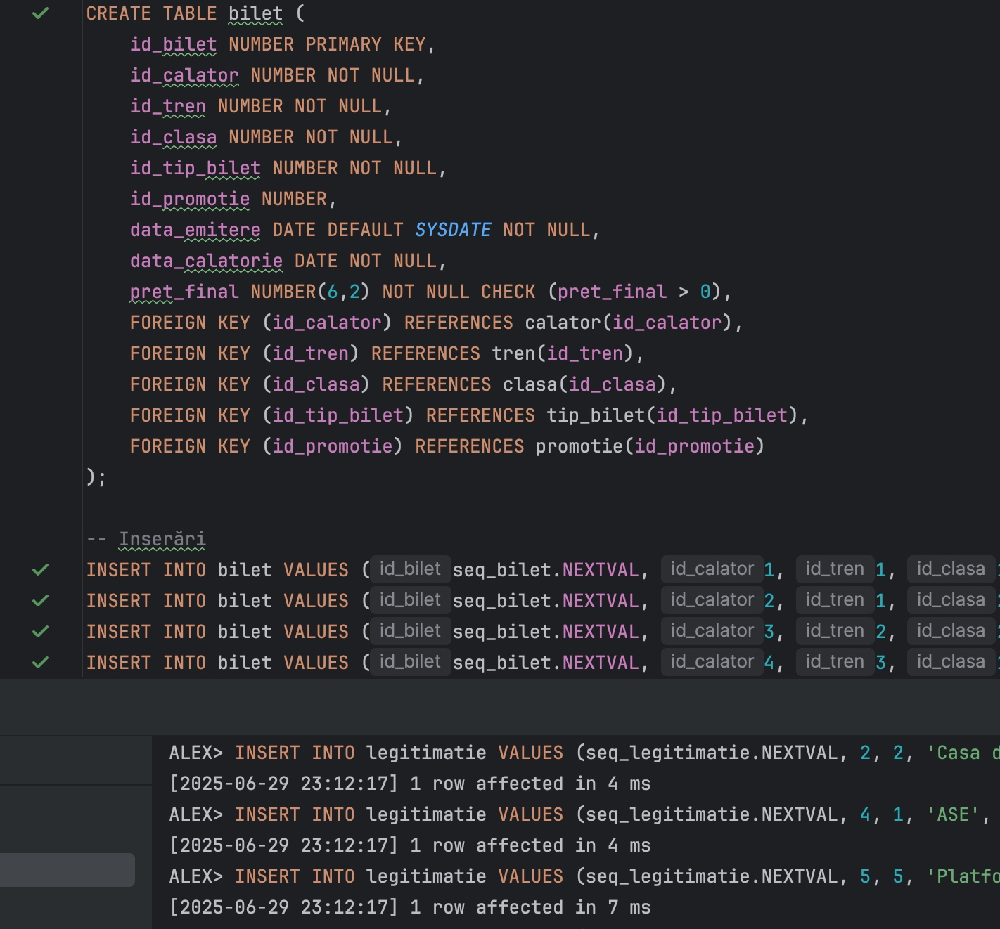 CREATE TABLE bilet (
id_bilet NUMBER PRIMARY KEY,
id_calator NUMBER NOT NULL,
id_tren NUMBER NOT NULL,
id_clasa NUMBER NOT NULL,
id_tip_bilet NUMBER NOT NULL,
id_promotie NUMBER,
data_emitere DATE DEFAULT SYSDATE NOT NULL,
data_calatorie DATE NOT NULL,
pret_final NUMBER(6,2) NOT NULL CHECK (pret_final > 0),
FOREIGN KEY (id_calator) REFERENCES calator(id_calator),
FOREIGN KEY (id_tren) REFERENCES tren(id_tren),
FOREIGN KEY (id_clasa) REFERENCES clasa(id_clasa),
FOREIGN KEY (id_tip_bilet) REFERENCES tip_bilet(id_tip_bilet),
FOREIGN KEY (id_promotie) REFERENCES promotie(id_promotie)
);
-- Inserări
INSERT INTO bilet VALUES ( id_bilet seq_bilet.NEXTVAL, id_calator 1, id_tren 1, id_clasa
INSERT INTO bilet VALUES ( id_bilet seq_bilet.NEXTVAL, id_calator 2, id_tren 1, id_clasa
INSERT INTO bilet VALUES ( id_bilet seq_bilet.NEXTVAL, id_calator 3, id_tren 2, id_clasa
INSERT INTO bilet VALUES ( id_bilet seq_bilet.NEXTVAL, id_calator 4, id_tren 3, id_clasa
ALEX> INSERT INTO legitimatie VALUES (seq_legitimatie.NEXTVAL, 2, 2, 'Casa
[2025-06-29 23:12:17] 1 row affected in 4 ms
ALEX> INSERT INTO legitimatie VALUES (seq_legitimatie.NEXTVAL, 4, 1, 'ASE',
[2025-06-29 23:12:17] 1 row affected in 4 ms
ALEX> INSERT INTO legitimatie VALUES (seq_legitimatie.NEXTVAL, 5, 5, 'Platfo
[2025-06-29 23:12:17] 1 row affected in 7 ms